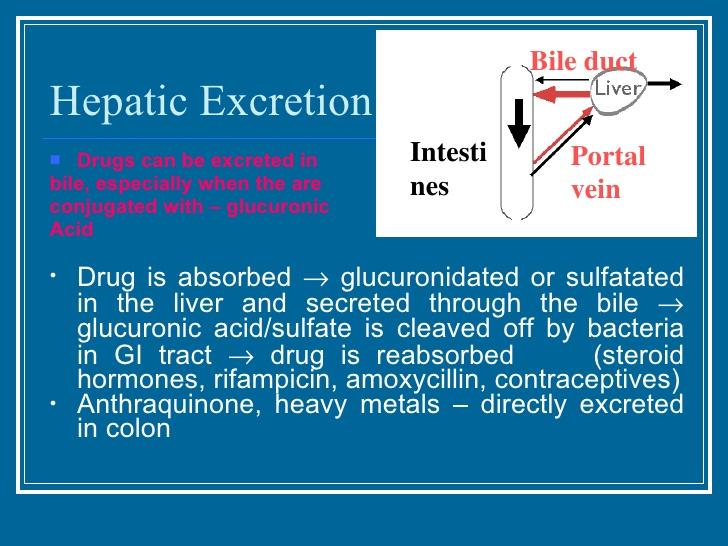 Hepatic Excretion
Bile duct
Liver
Intesti
nes
Portal
vein
■ Drugs can be excreted in
bile, especially when the are
conjugated with – glucuronic
Acid
• Drug is absorbed → glucuronidated or sulfatated
in the liver and secreted through the bile →
glucuronic acid/sulfate is cleaved off by bacteria
in GI tract → drug is reabsorbed (steroid
hormones, rifampicin, amoxycillin, contraceptives)
• Anthraquinone, heavy metals – directly excreted
in colon